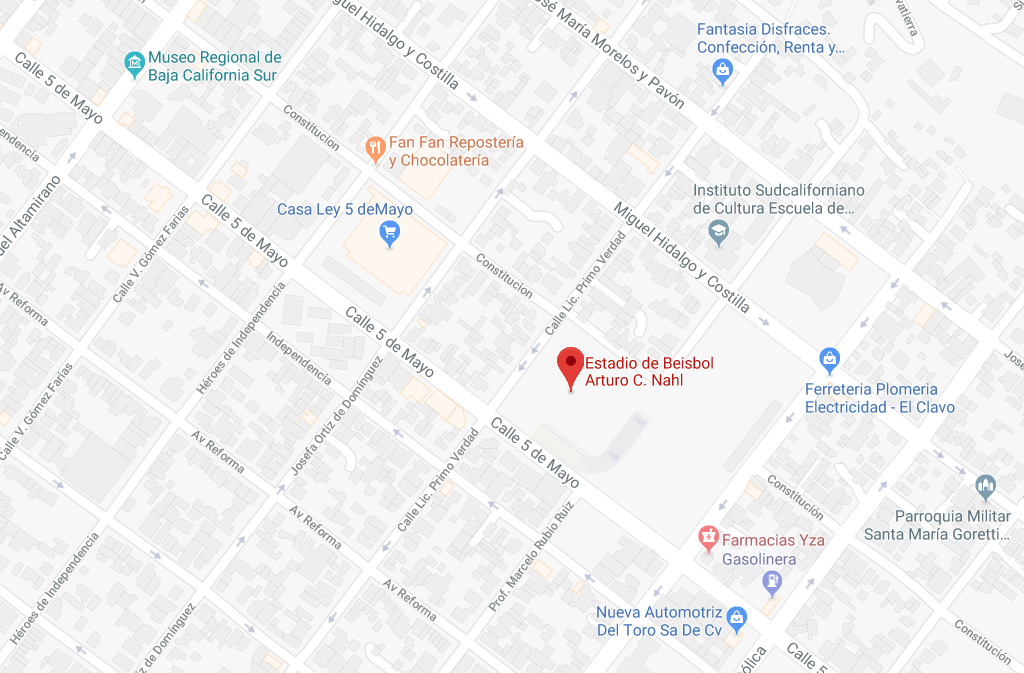 guel Hidalgo y Costilla
José María Morelos y Pavón
Fantasia Disfraces.
Confección, Renta y...
Museo Regional de
Baja California Sur
Calle 5 de Mayo
Constitucion
Fan Fan Repostería
y Chocolatería
Instituto Sudcaliforniano
de Cultura Escuela de...
Casa Ley 5 deMayo
Calle 5 de Mayo
Miguel Hidalgo y Costilla
dependencia
del Altamirano
Calle V. Gómez Farias
Constitucion
Calle Lic. Primo Verdad
Av Reforma
Héroes de Independencia
Independencia
Calle 5 de Mayo
Estadio de Beisbol
Arturo C. Nahl
Ferreteria Plomeria
Electricidad - El Clavo
Calle V. Gómez Farias
Josefa Ortiz de Dominguez
Av Reforma
Calle Lic. Primo Verdad
Calle 5 de Mayo
Constitución
Parroquia Militar
Santa María Goretti...
Av Reforma
Prof. Marcelo Rubio Ruiz
Farmacias Yza
Gasolinera
Héroes de Independencia
Av Reforma
Nueva Automotriz
Del Toro Sa De Cv
z de Dominguez
ólica
Calle 5
Constitución